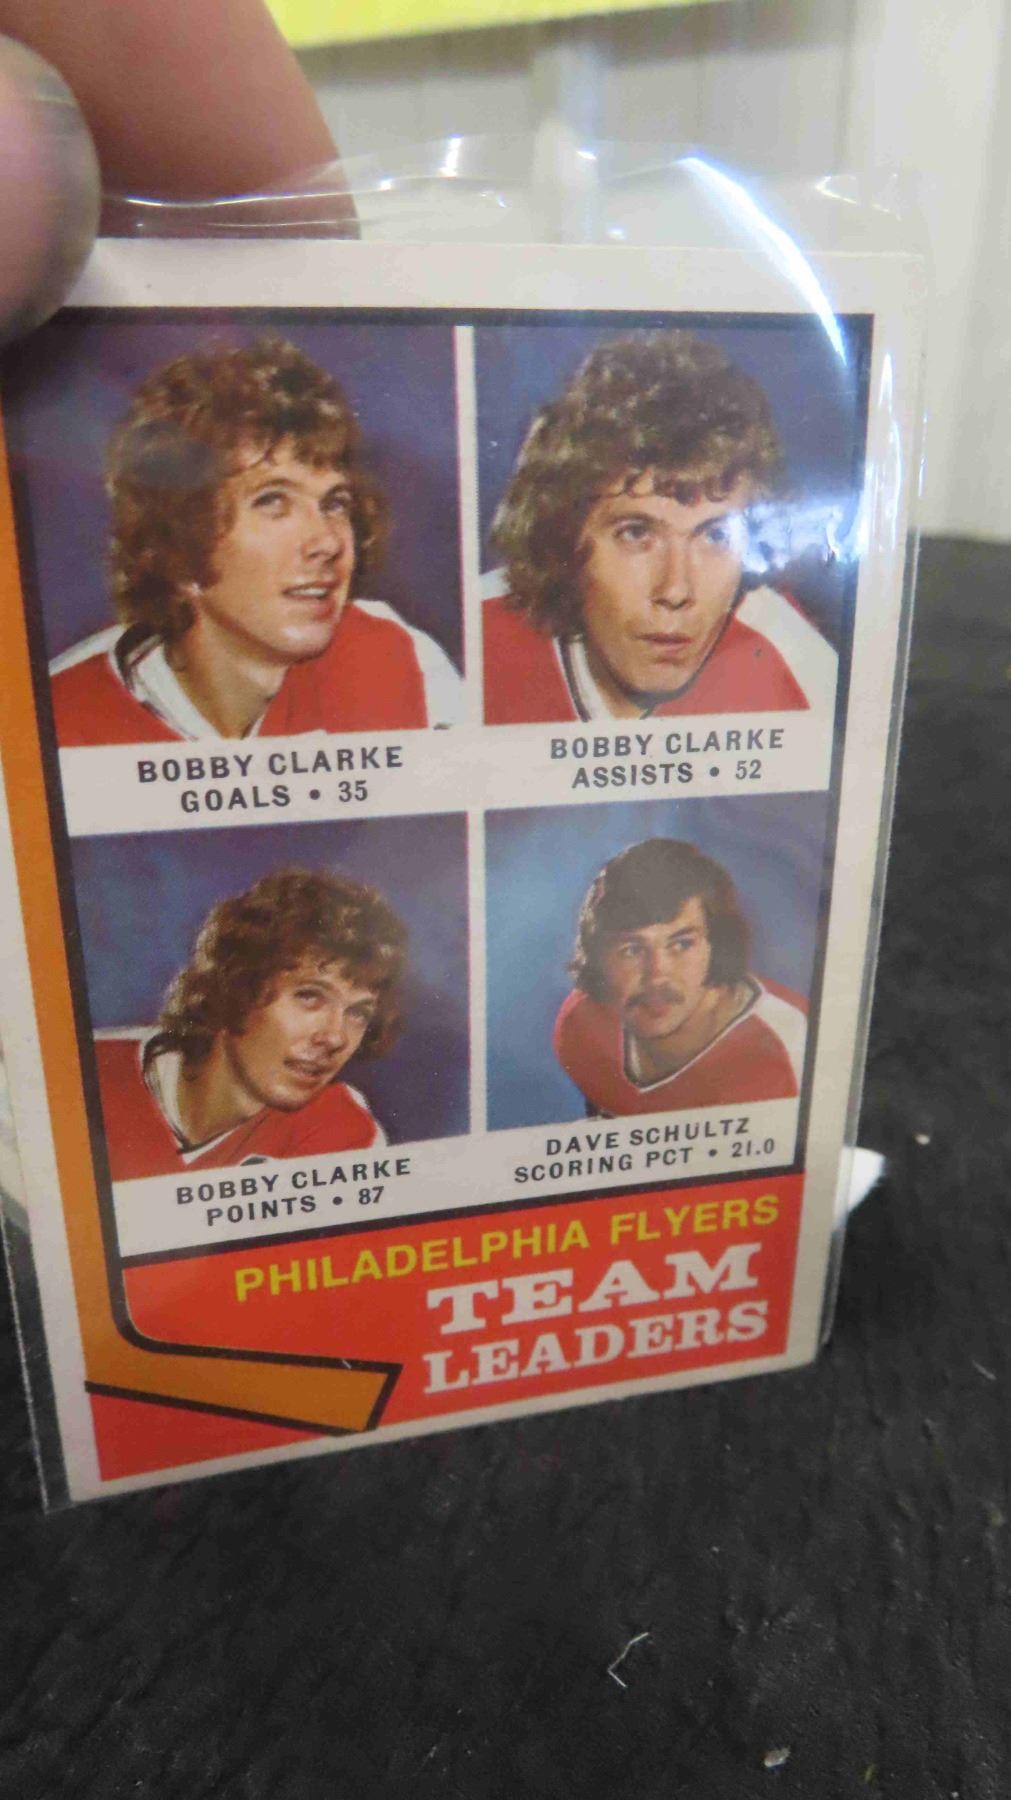 BOBBY CLARKE
GOALS • 35
BOBBY CLARKE
ASSISTS • 52
BOBBY CLARKE
POINTS • 87
DAVE SCHULTZ
SCORING PCT • 21.0
PHILADELPHIA FLYERS
TEAM
LEADERS